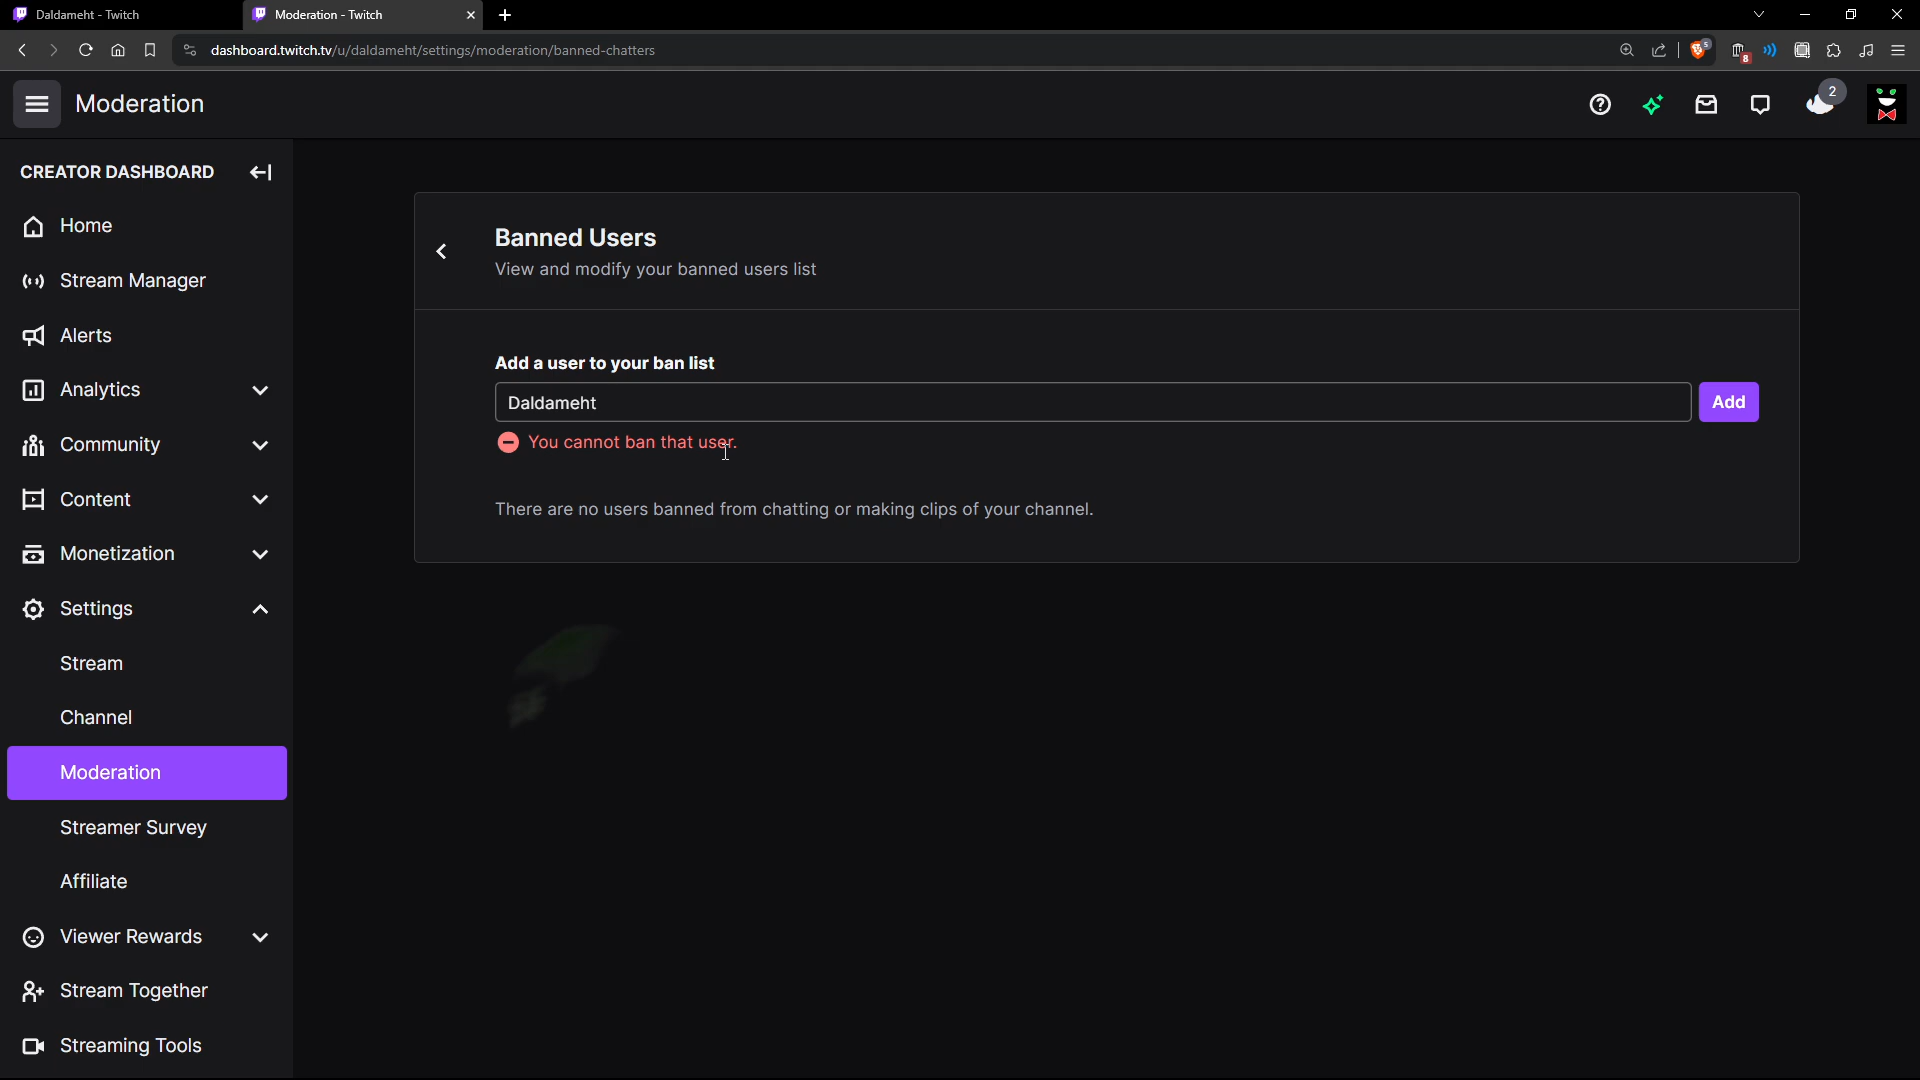 Daldameht - Twitch
Moderation - Twitch
dashboard.twitch.tv/u/daldameht/settings/moderation/banned-chatters
5
8
Moderation
2
CREATOR DASHBOARD
Home
Stream Manager
Alerts
Analytics
Community
Content
Monetization
Settings
Stream
Channel
Moderation
Streamer Survey
Affiliate
Viewer Rewards
Stream Together
Streaming Tools
Banned Users
View and modify your banned users list
Add a user to your ban list
Daldameht
Add
You cannot ban that user.
There are no users banned from chatting or making clips of your channel.